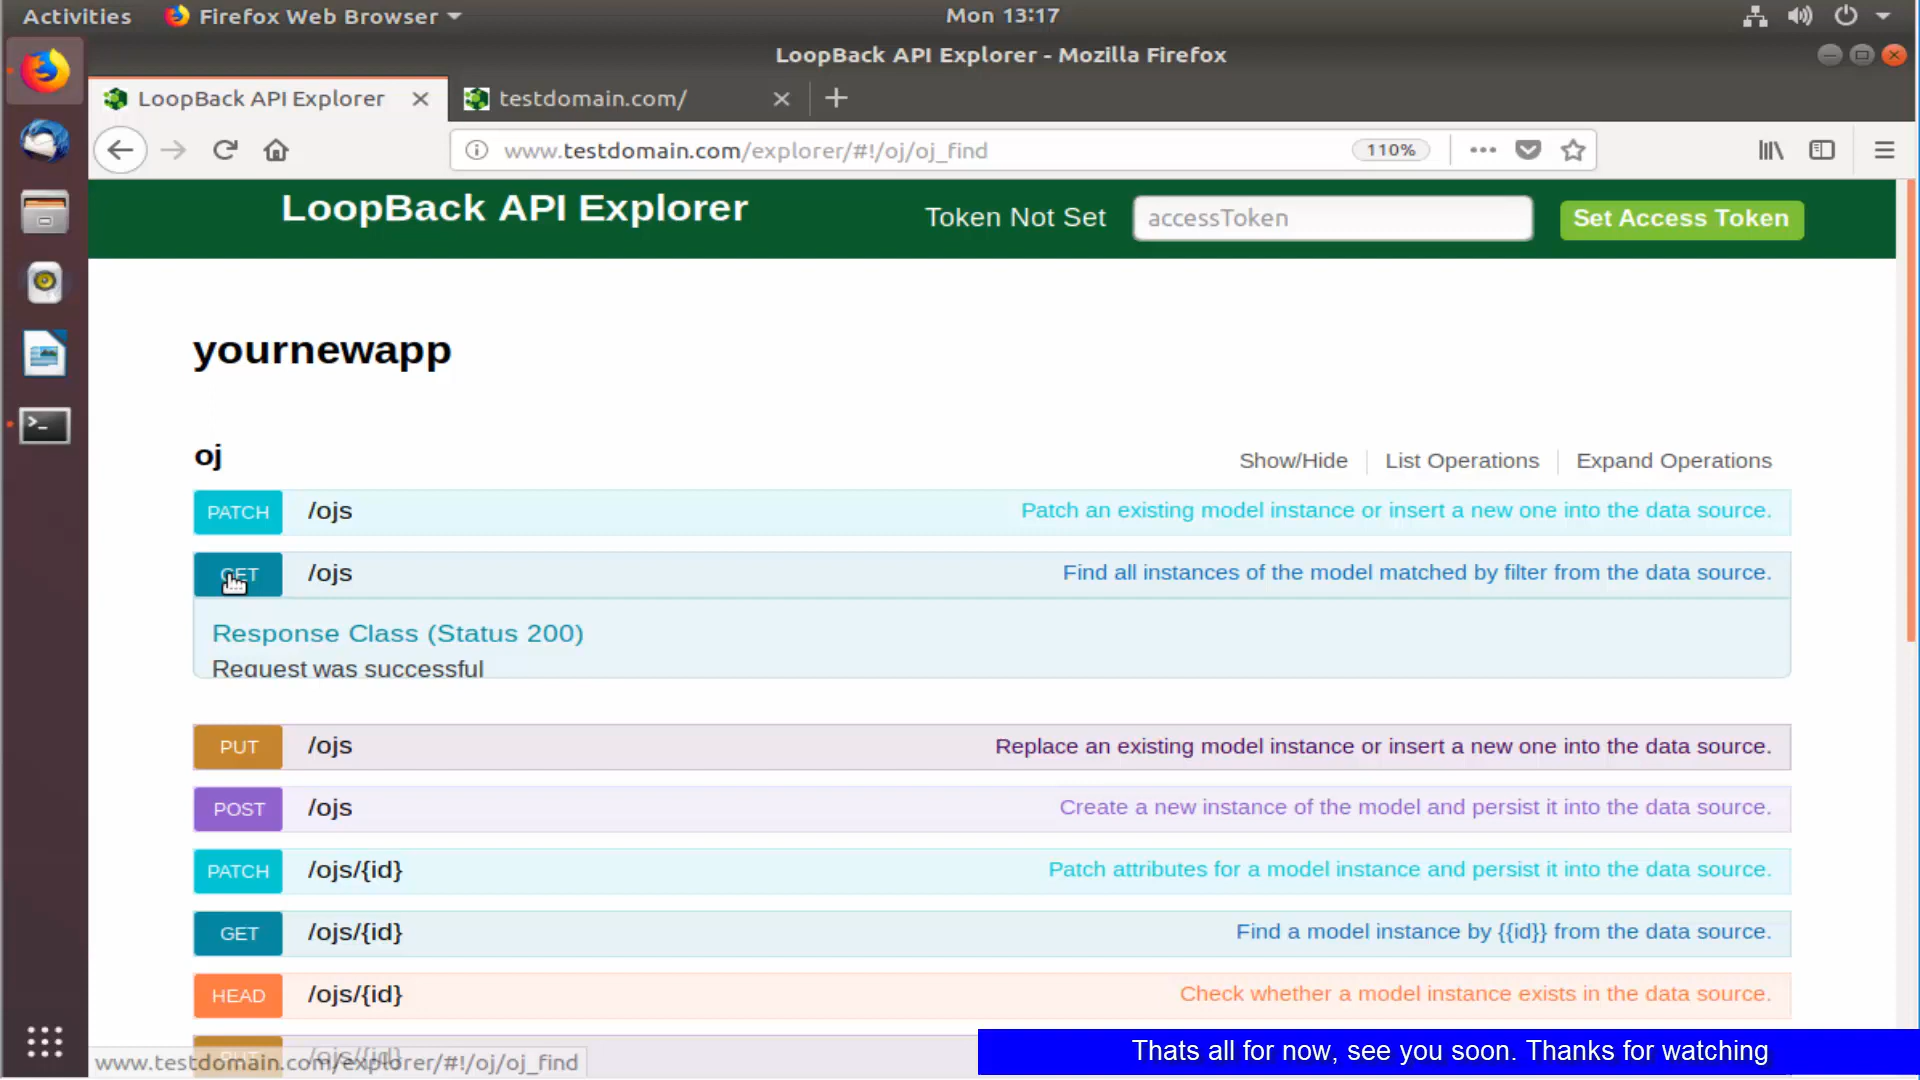 Activities Firefox Web Browser Mon 13:17
LoopBack API Explorer - Mozilla Firefox
LoopBack API Explorer testdomain.com/
www.testdomain.com/explorer/#!/oj/oj_find 110%
LoopBack API Explorer Token Not Set accessToken Set Access Token
yournewapp
oj Show/Hide List Operations Expand Operations
PATCH /ojs Patch an existing model instance or insert a new one into the data source.
GET /ojs Find all instances of the model matched by filter from the data source.
Response Class (Status 200)
Request was successful
PUT /ojs Replace an existing model instance or insert a new one into the data source.
POST /ojs Create a new instance of the model and persist it into the data source.
PATCH /ojs/{id} Patch attributes for a model instance and persist it into the data source.
GET /ojs/{id} Find a model instance by {{id}} from the data source.
HEAD /ojs/{id} Check whether a model instance exists in the data source.
PUT /ojs/{id}
www.testdomain.com/explorer/#!/oj/oj_find
Thats all for now, see you soon. Thanks for watching